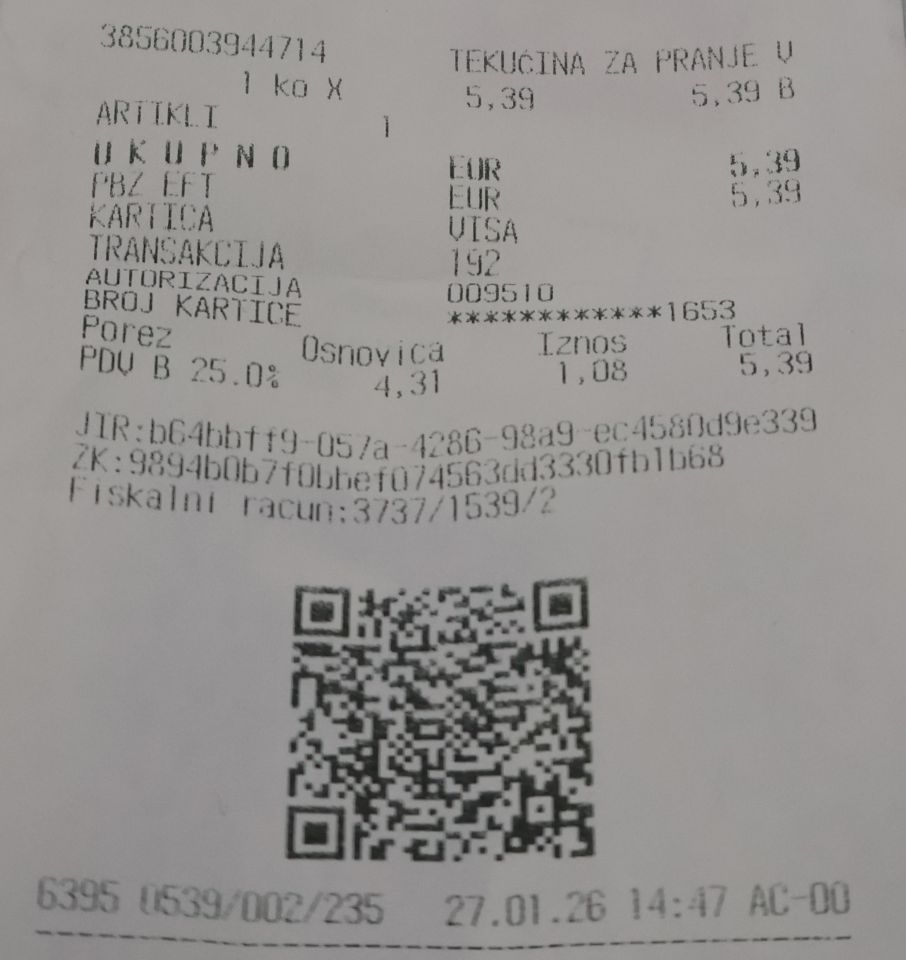 3856003944714 TEKUĆINA ZA PRANJE V
1 ko X 5,39 5,39 B
ARTIKLI 1
U K U P N O EUR 5,39
PBZ EFT EUR 5,39
KARTICA VISA
TRANSAKCIJA 192
AUTORIZACIJA 009510
BROJ KARTICE ************1653
Porez Osnovica Iznos Total
PDV B 25.0% 4,31 1,08 5,39
JIR:b64bbff9-057a-4286-98a9-ec4580d9e339
ZK:9894b0b7f0bbef074563dd3330fb1b68
Fiskalni racun:3737/1539/2
6395 0539/002/235 27.01.26 14:47 AC-00